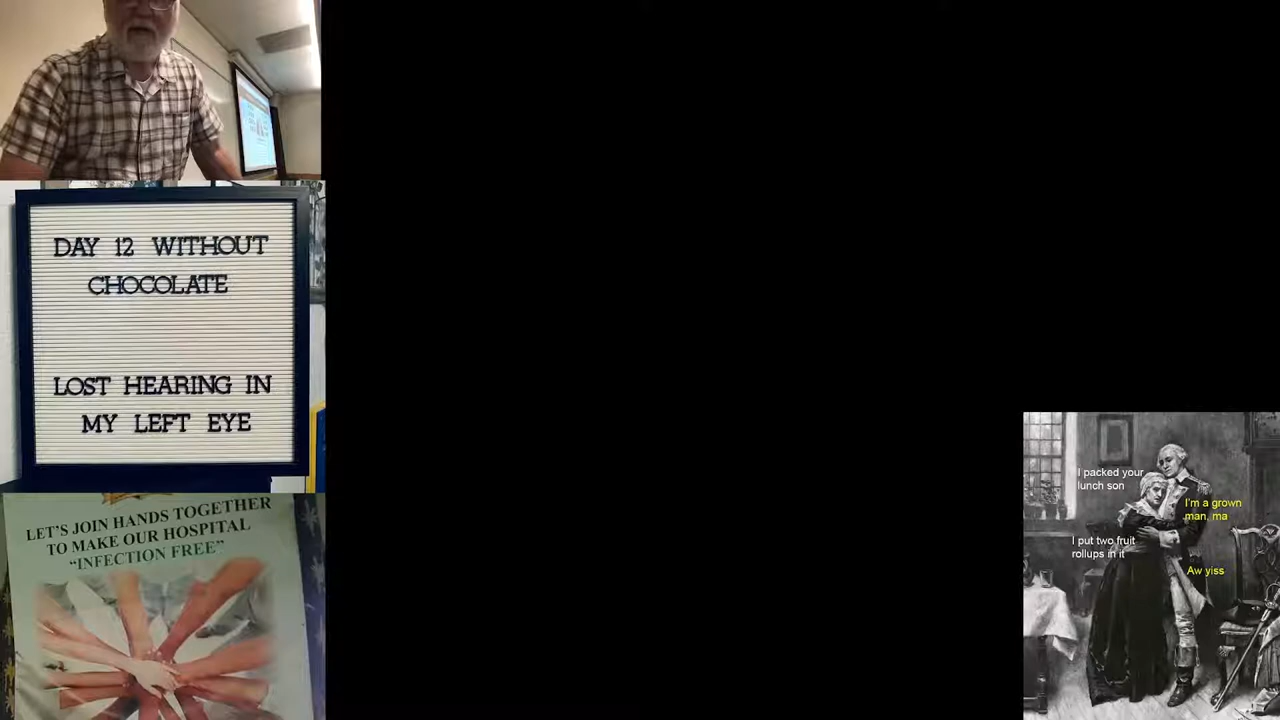 DAY 12 WITHOUT
CHOCOLATE
LOST HEARING IN
MY LEFT EYE
LET'S JOIN HANDS TOGETHER
TO MAKE OUR HOSPITAL
“INFECTION FREE”
I packed your
lunch son
I'm a grown
man, ma
I put two fruit
rollups in it
Aw yiss